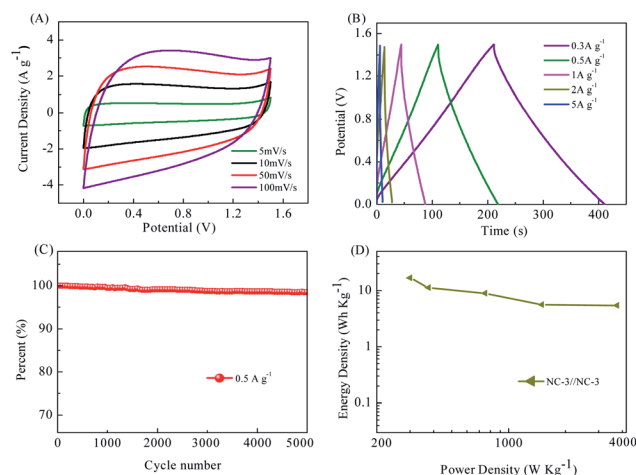 (A)
Current Density (A g⁻¹)
4
2
0
-2
-4
0.0
0.4
0.8
1.2
1.6
Potential (V)
5mV/s
10mV/s
50mV/s
100mV/s
(B)
Potential (V)
1.6
1.2
0.8
0.4
0.0
0
100
200
300
400
Time (s)
0.3A g⁻¹
0.5A g⁻¹
1A g⁻¹
2A g⁻¹
5A g⁻¹
(C)
Percent (%)
100
90
80
70
0
1000
2000
3000
4000
5000
Cycle number
0.5 A g⁻¹
(D)
Energy Density (Wh Kg⁻¹)
100
10
1
0.1
200
1000
4000
Power Density (W Kg⁻¹)
NC-3//NC-3